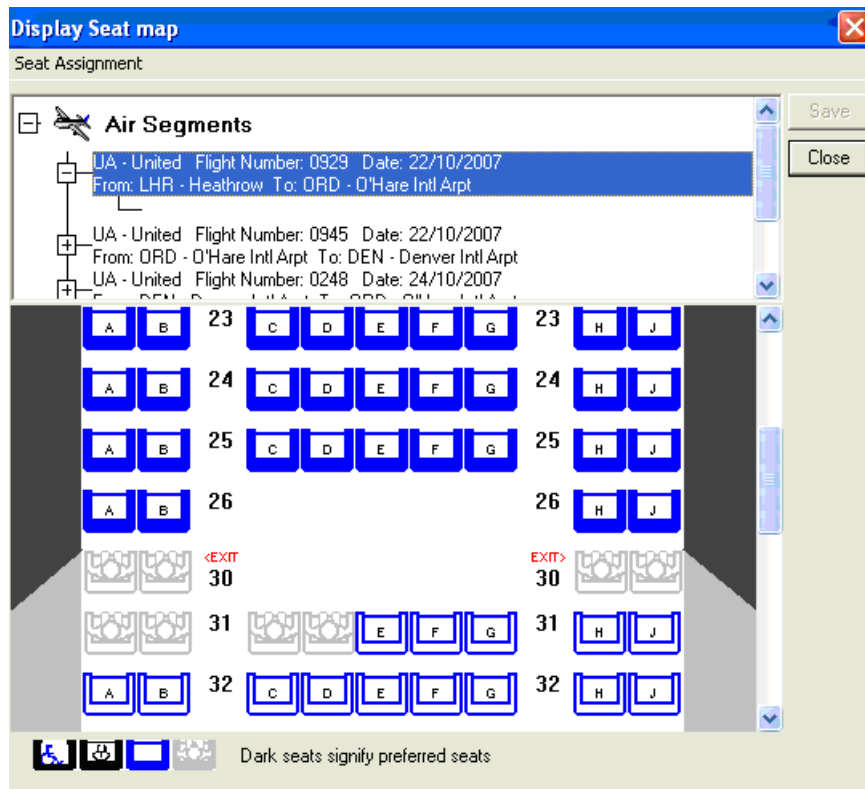 Display Seat map
Seat Assignment
Air Segments
Save
Close
UA - United Flight Number: 0929 Date: 22/10/2007
From: LHR - Heathrow To: ORD - O'Hare Intl Arpt
UA - United Flight Number: 0945 Date: 22/10/2007
From: ORD - O'Hare Intl Arpt To: DEN - Denver Intl Arpt
UA - United Flight Number: 0248 Date: 24/10/2007
A B 23 C D E F G 23 H J
A B 24 C D E F G 24 H J
A B 25 C D E F G 25 H J
A B 26 26 H J
<EXIT EXIT>
30 30
31 E F G 31 H J
A B 32 C D E F G 32 H J
Dark seats signify preferred seats